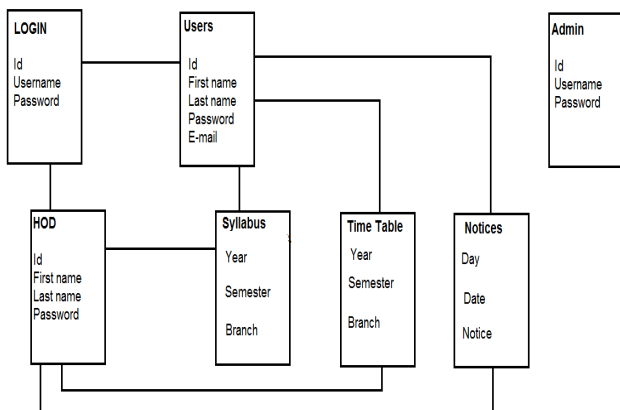 LOGIN
Id
Username
Password
Users
Id
First name
Last name
Password
E-mail
Admin
Id
Username
Password
HOD
Id
First name
Last name
Password
Syllabus
Year
Semester
Branch
Time Table
Year
Semester
Branch
Notices
Day
Date
Notice